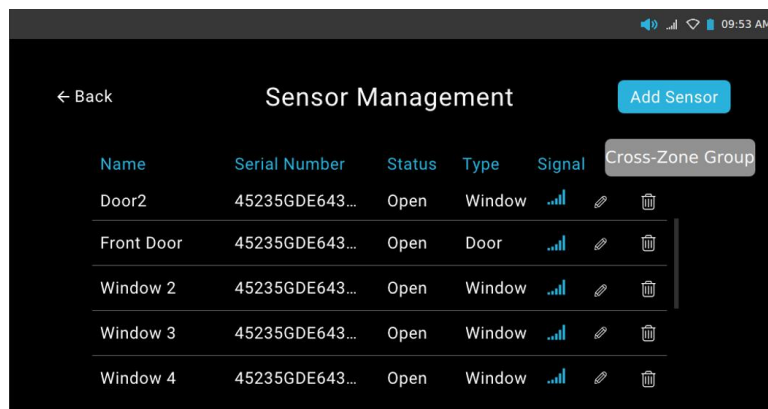 09:53 AM
← Back Sensor Management Add Sensor
Cross-Zone Group
Name Serial Number Status Type Signal
Door2 45235GDE643... Open Window
Front Door 45235GDE643... Open Door
Window 2 45235GDE643... Open Window
Window 3 45235GDE643... Open Window
Window 4 45235GDE643... Open Window